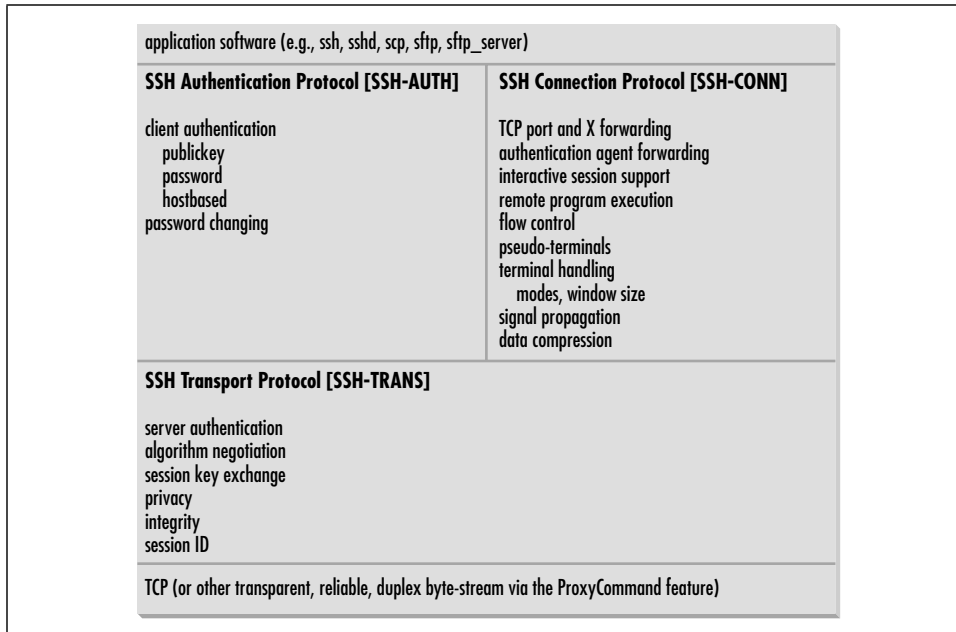 application software (e.g., ssh, sshd, scp, sftp, sftp_server)
SSH Authentication Protocol [SSH-AUTH]
client authentication
publickey
password
hostbased
password changing
SSH Connection Protocol [SSH-CONN]
TCP port and X forwarding
authentication agent forwarding
interactive session support
remote program execution
flow control
pseudo-terminals
terminal handling
modes, window size
signal propagation
data compression
SSH Transport Protocol [SSH-TRANS]
server authentication
algorithm negotiation
session key exchange
privacy
integrity
session ID
TCP (or other transparent, reliable, duplex byte-stream via the ProxyCommand feature)